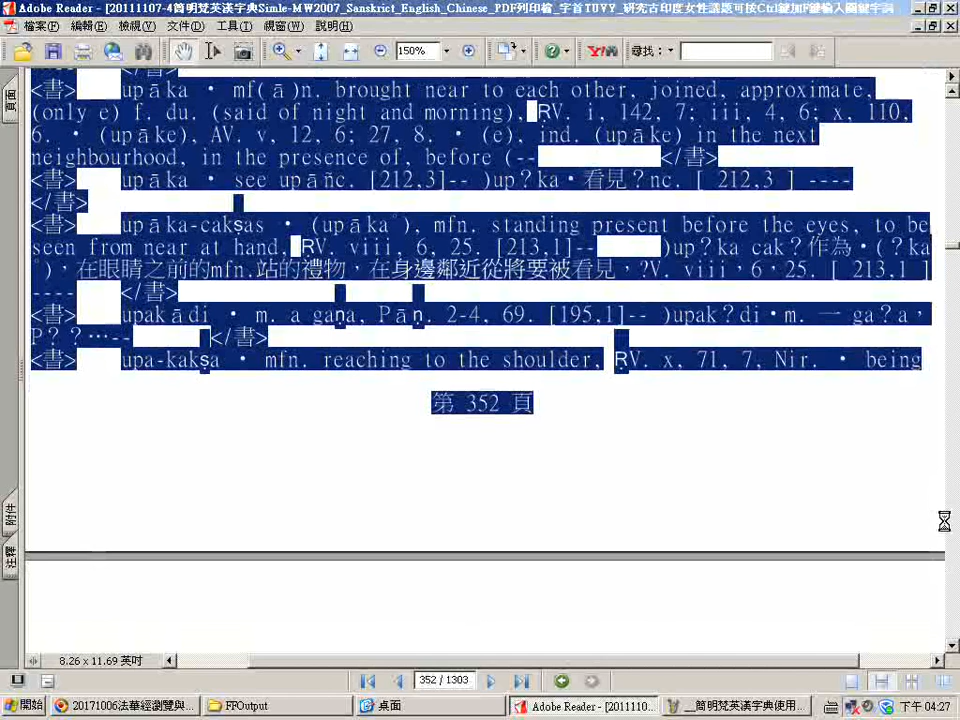 Adobe Reader - [20111107-4簡明梵英漢字典Simle-MW2007_Sanskrict_English_Chinese_PDF列印檔_字首TUVY_研究古印度女性議題可按Ctrl鍵加F鍵輸入關鍵字詞
檔案(F) 編輯(E) 檢視(V) 文件(D) 工具(T) 視窗(W) 說明(H)
150% Y! 尋找:
頁面
<書> upāka · mf(ā)n. brought near to each other, joined, approximate,
(only e) f. du. (said of night and morning), ṚV. i, 142, 7; iii, 4, 6; x, 110,
6. · (upāke), AV. v, 12, 6; 27, 8. · (e), ind. (upāke) in the next
neighbourhood, in the presence of, before (-- </書>
<書> upāka · see upāñc. [212,3]-- )up?ka·看見?nc. [ 212,3 ] ----
</書>
<書> upāka-cakṣas · (upāka°), mfn. standing present before the eyes, to be
seen from near at hand, ṚV. viii, 6, 25. [213,1]-- )up?ka cak?作為·(?ka
°)，在眼睛之前的mfn.站的禮物，在身邊鄰近從將要被看見，?V. viii，6，25. [ 213,1 ]
---- </書>
<書> upakādi · m. a gaṇa, Pāṇ. 2-4, 69. [195,1]-- )upak?di·m. 一 ga?a，
P??…-- </書>
<書> upa-kakṣa · mfn. reaching to the shoulder, ṚV. x, 71, 7, Nir. · being
第 352 頁
附件
注釋
8.26 x 11.69 英吋
352 / 1303
開始 20171006法華經瀏覽與... FFOutput 桌面 Adobe Reader - [2011110... __簡明梵英字典使用... 下午 04:27